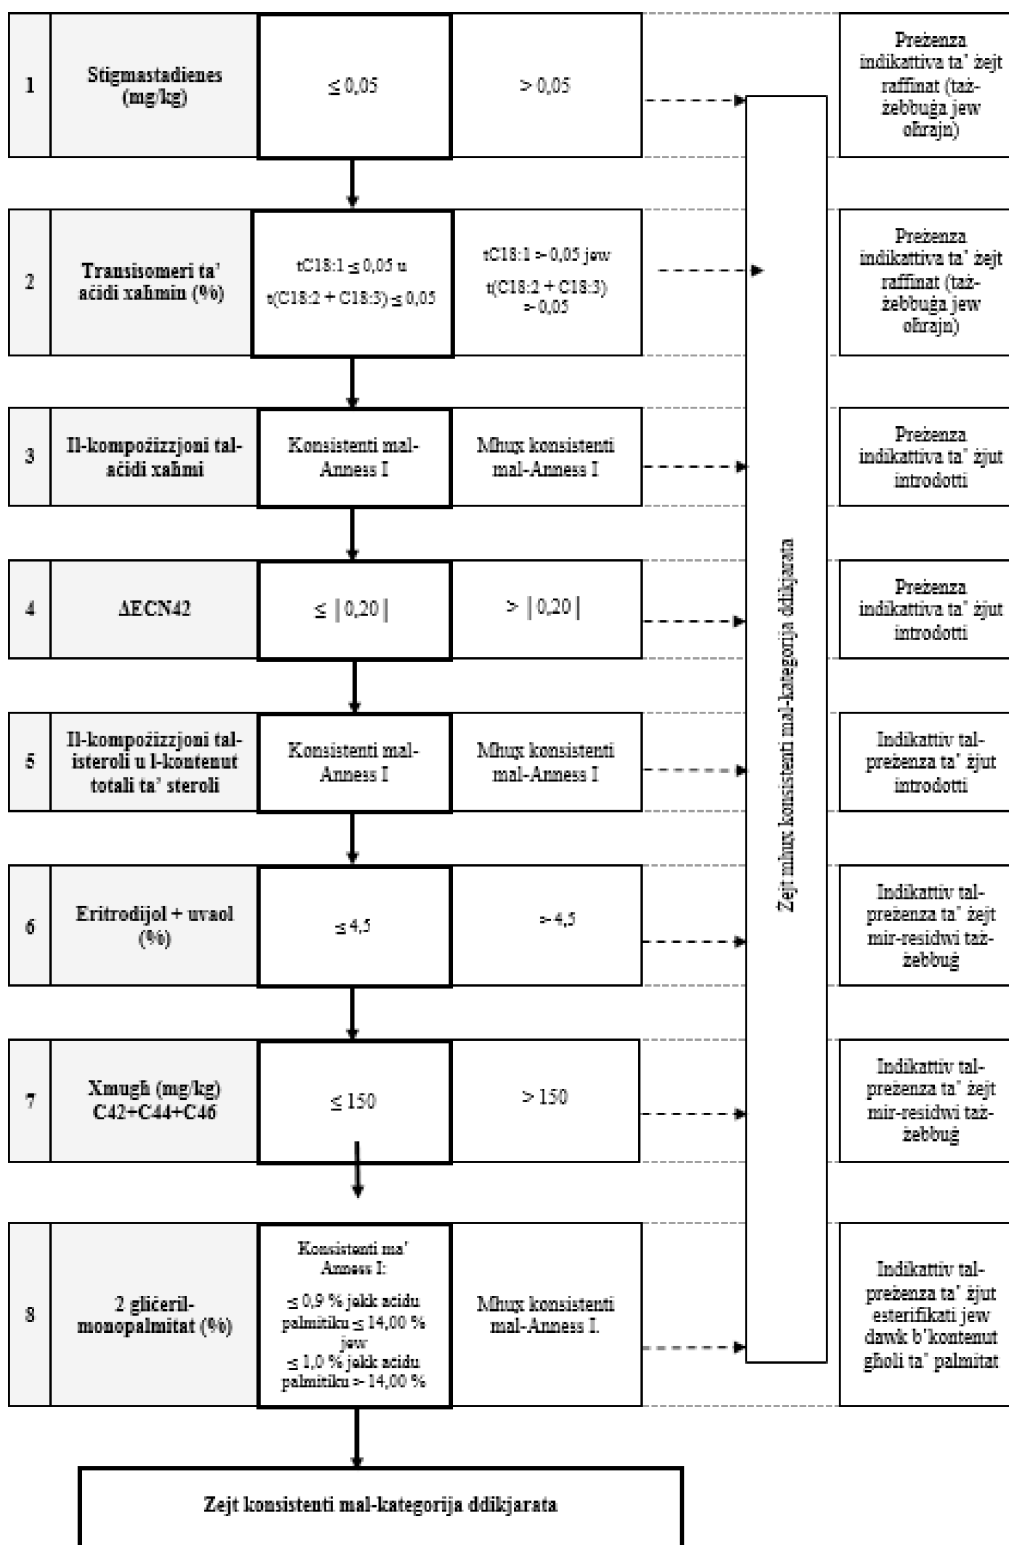 1
Stigmastadienes
(mg/kg)
≤ 0,05
> 0,05
Preżenza
indikattiva ta’ żejt
raffinat (taż-
żebbuġa jew
oħrajn)
2
Transisomeri ta’
aċidi xaħmin (%)
tC18:1 ≤ 0,05 u
t(C18:2 + C18:3) ≤ 0,05
tC18:1 > 0,05 jew
t(C18:2 + C18:3)
> 0,05
Preżenza
indikattiva ta’ żejt
raffinat (taż-
żebbuġa jew
oħrajn)
3
Il-kompożizzjoni tal-
aċidi xaħmi
Konsistenti mal-
Anness I
Mhux konsistenti
mal-Anness I
Preżenza
indikattiva ta’ żjut
introdotti
4
ΔECN42
≤ | 0,20 |
> | 0,20 |
Preżenza
indikattiva ta’ żjut
introdotti
5
Il-kompożizzjoni tal-
isteroli u l-kontenut
totali ta’ steroli
Konsistenti mal-
Anness I
Mhux konsistenti
mal-Anness I
Indikattiv tal-
preżenza ta’ żjut
introdotti
6
Eritrodijol + uvaol
(%)
≤ 4,5
> 4,5
Indikattiv tal-
preżenza ta’ żejt
mir-residwi taż-
żebbuġ
7
Xmugħ (mg/kg)
C42+C44+C46
≤ 150
> 150
Indikattiv tal-
preżenza ta’ żejt
mir-residwi taż-
żebbuġ
8
2 gliċeril-
monopalmitat (%)
Konsistenti ma’
Anness I:
≤ 0,9 % jekk aċidu
palmitiku ≤ 14,00 %
jew
≤ 1,0 % jekk aċidu
palmitiku > 14,00 %
Mhux konsistenti
mal-Anness I.
Indikattiv tal-
preżenza ta’ żjut
esterifikati jew
dawk b’kontenut
għoli ta’ palmitat
Żejt mhux konsistenti mal-kategorija ddikjarata
Żejt konsistenti mal-kategorija ddikjarata